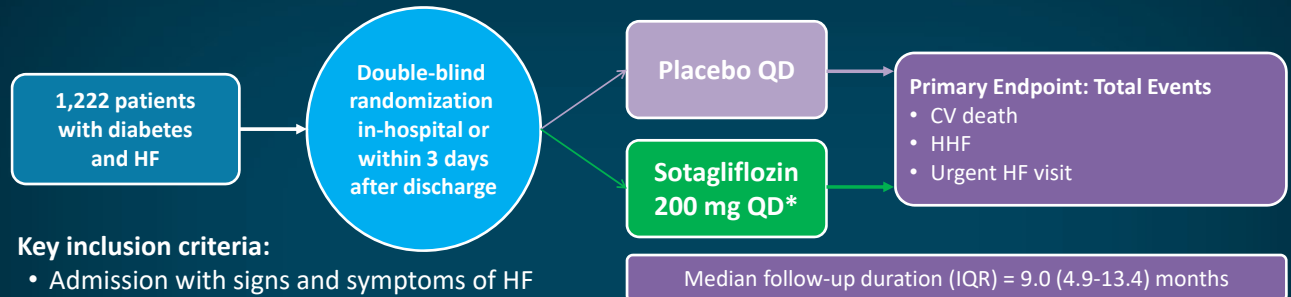 1,222 patients
with diabetes
and HF
Double-blind
randomization
in-hospital or
within 3 days
after discharge
Placebo QD
Sotagliflozin
200 mg QD*
Primary Endpoint: Total Events
• CV death
• HHF
• Urgent HF visit
Key inclusion criteria:
• Admission with signs and symptoms of HF
Median follow-up duration (IQR) = 9.0 (4.9-13.4) months